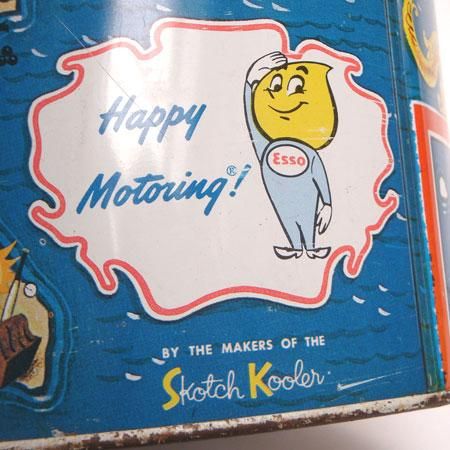 Happy
Motoring!®
Esso
BY THE MAKERS OF THE
Skotch Kooler